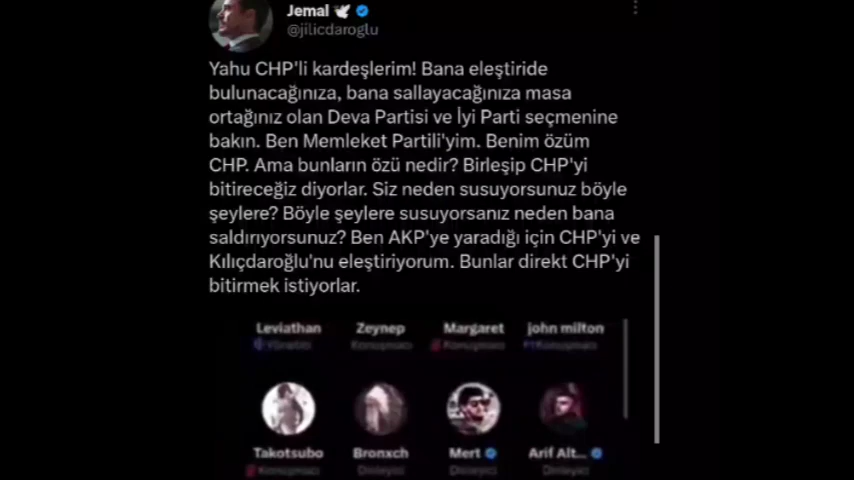 Jemal
@jilicdaroglu
Yahu CHP'li kardeşlerim! Bana eleştiride
bulunacağınıza, bana sallayacağınıza masa
ortağınız olan Deva Partisi ve İyi Parti seçmenine
bakın. Ben Memleket Partili'yim. Benim özüm
CHP. Ama bunların özü nedir? Birleşip CHP'yi
bitireceğiz diyorlar. Siz neden susuyorsunuz böyle
şeylere? Böyle şeylere susuyorsanız neden bana
saldırıyorsunuz? Ben AKP'ye yaradığı için CHP'yi ve
Kılıçdaroğlu'nu eleştiriyorum. Bunlar direkt CHP'yi
bitirmek istiyorlar.
Leviathan Zeynep Margaret john milton
Yönetici Konuşmacı Konuşmacı Konuşmacı
Takotsubo Bronxch Mert Arif Alt...
Konuşmacı Dinleyici Dinleyici Dinleyici